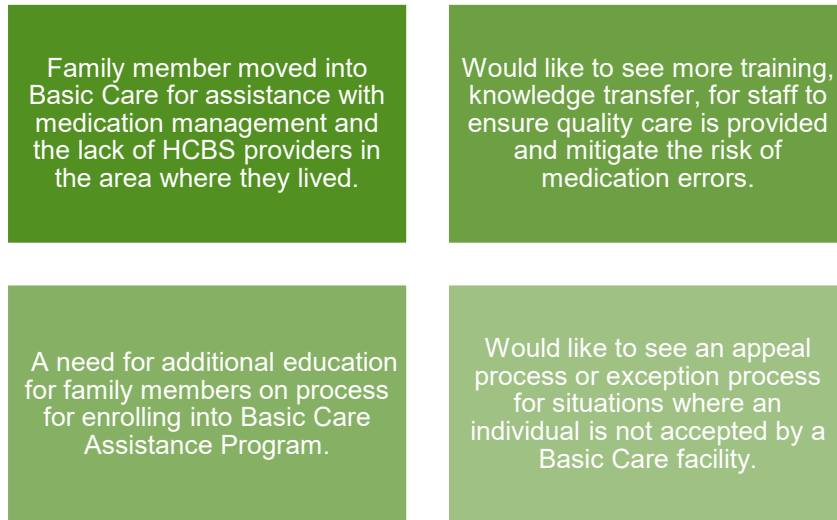 Family member moved into
Basic Care for assistance with
medication management and
the lack of HCBS providers in
the area where they lived.
Would like to see more training,
knowledge transfer, for staff to
ensure quality care is provided
and mitigate the risk of
medication errors.
A need for additional education
for family members on process
for enrolling into Basic Care
Assistance Program.
Would like to see an appeal
process or exception process
for situations where an
individual is not accepted by a
Basic Care facility.